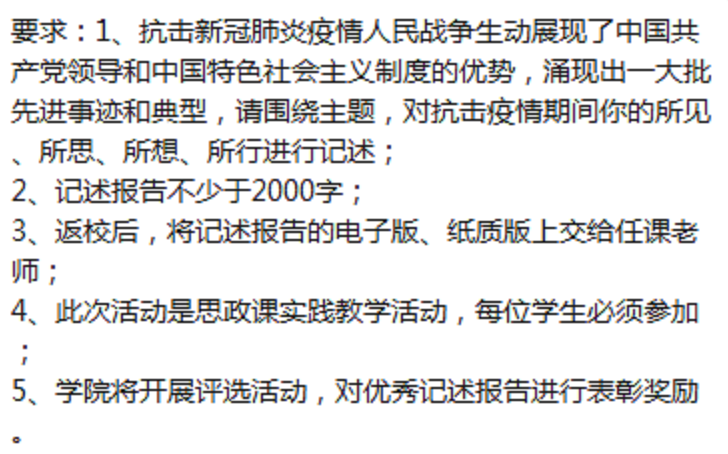 要求：1、抗击新冠肺炎疫情人民战争生动展现了中国共
产党领导和中国特色社会主义制度的优势，涌现出一大批
先进事迹和典型，请围绕主题，对抗击疫情期间你的所见
、所思、所想、所行进行记述；
2、记述报告不少于2000字；
3、返校后，将记述报告的电子版、纸质版上交给任课老
师；
4、此次活动是思政课实践教学活动，每位学生必须参加
；
5、学院将开展评选活动，对优秀记述报告进行表彰奖励
。